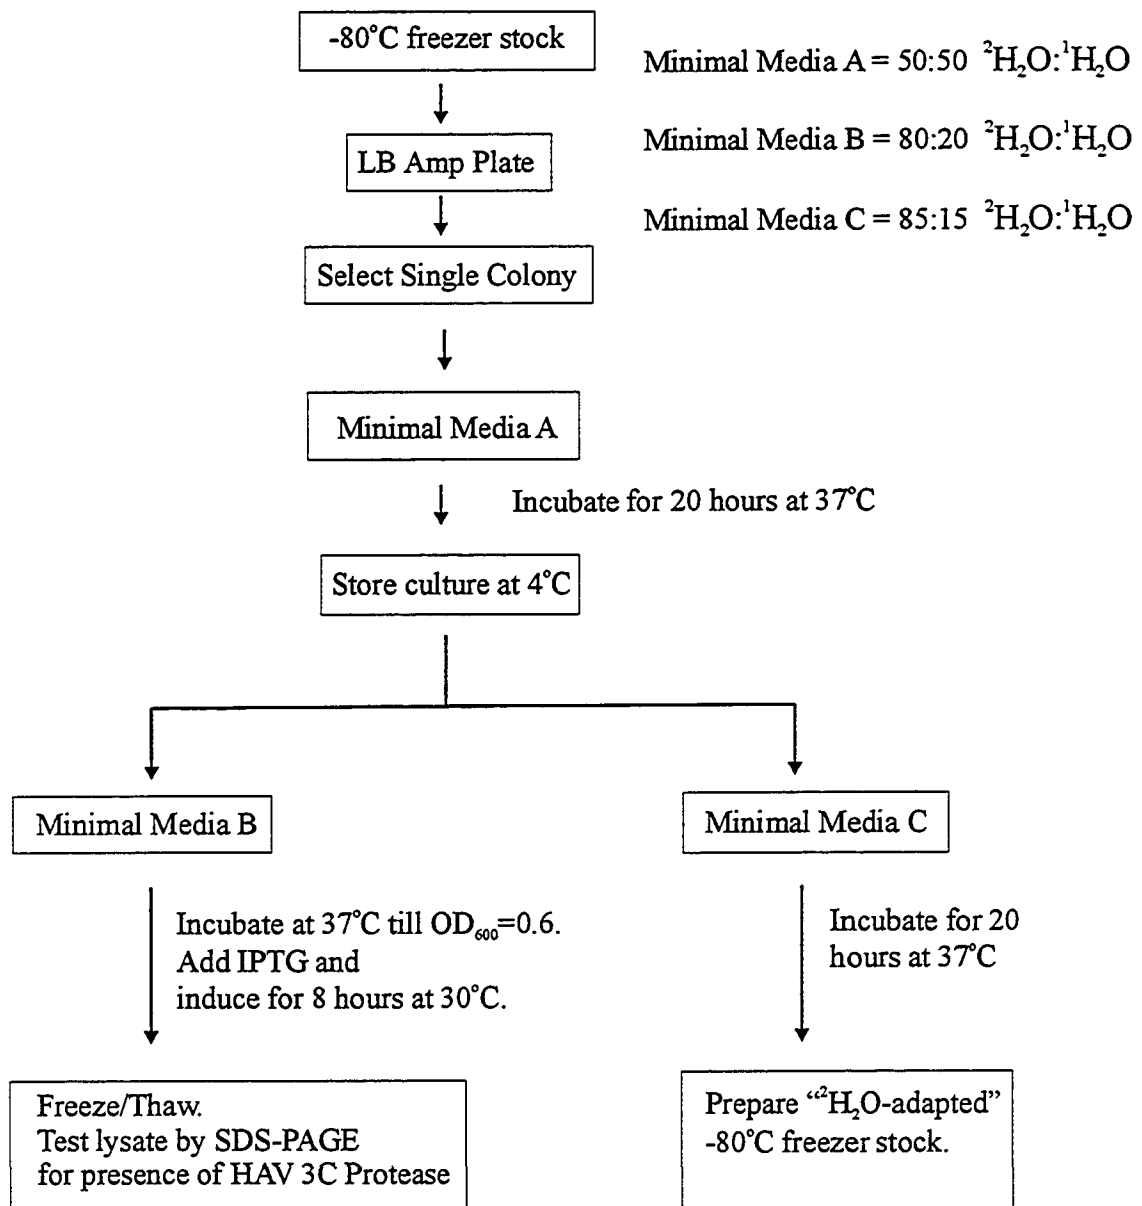 -80°C freezer stock
Minimal Media A = 50:50 ²H₂O:¹H₂O
Minimal Media B = 80:20 ²H₂O:¹H₂O
LB Amp Plate
Minimal Media C = 85:15 ²H₂O:¹H₂O
Select Single Colony
Minimal Media A
Incubate for 20 hours at 37°C
Store culture at 4°C
Minimal Media B
Incubate at 37°C till OD₆₀₀=0.6.
Add IPTG and
induce for 8 hours at 30°C.
Freeze/Thaw.
Test lysate by SDS-PAGE
for presence of HAV 3C Protease
Minimal Media C
Incubate for 20
hours at 37°C
Prepare “²H₂O-adapted”
-80°C freezer stock.